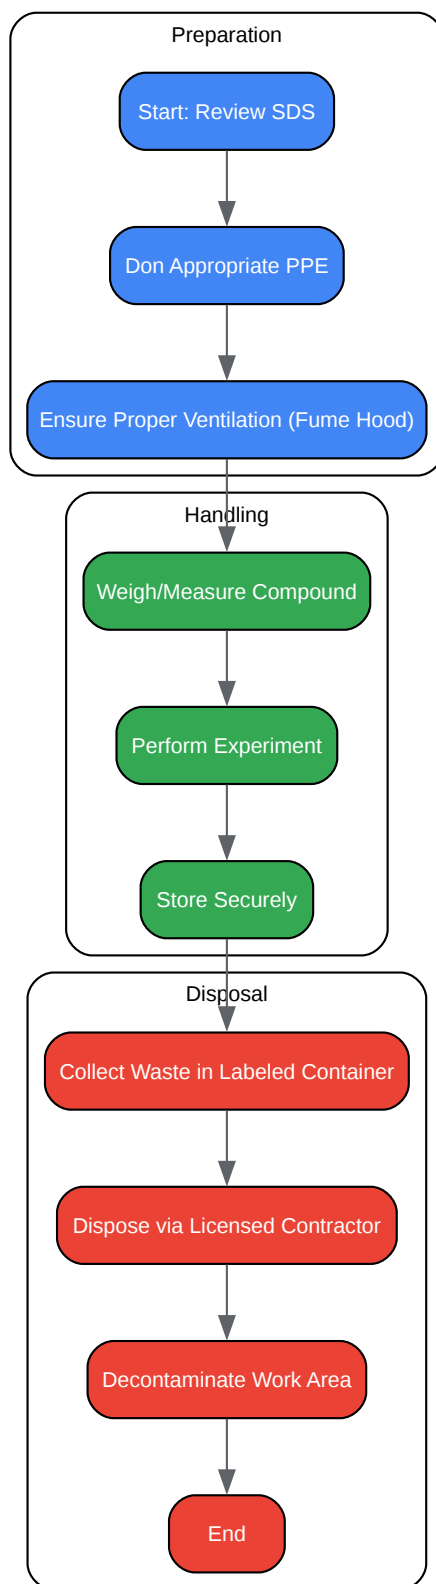 Preparation
Start: Review SDS
Don Appropriate PPE
Ensure Proper Ventilation (Fume Hood)
Handling
Weigh/Measure Compound
Perform Experiment
Store Securely
Disposal
Collect Waste in Labeled Container
Dispose via Licensed Contractor
Decontaminate Work Area
End